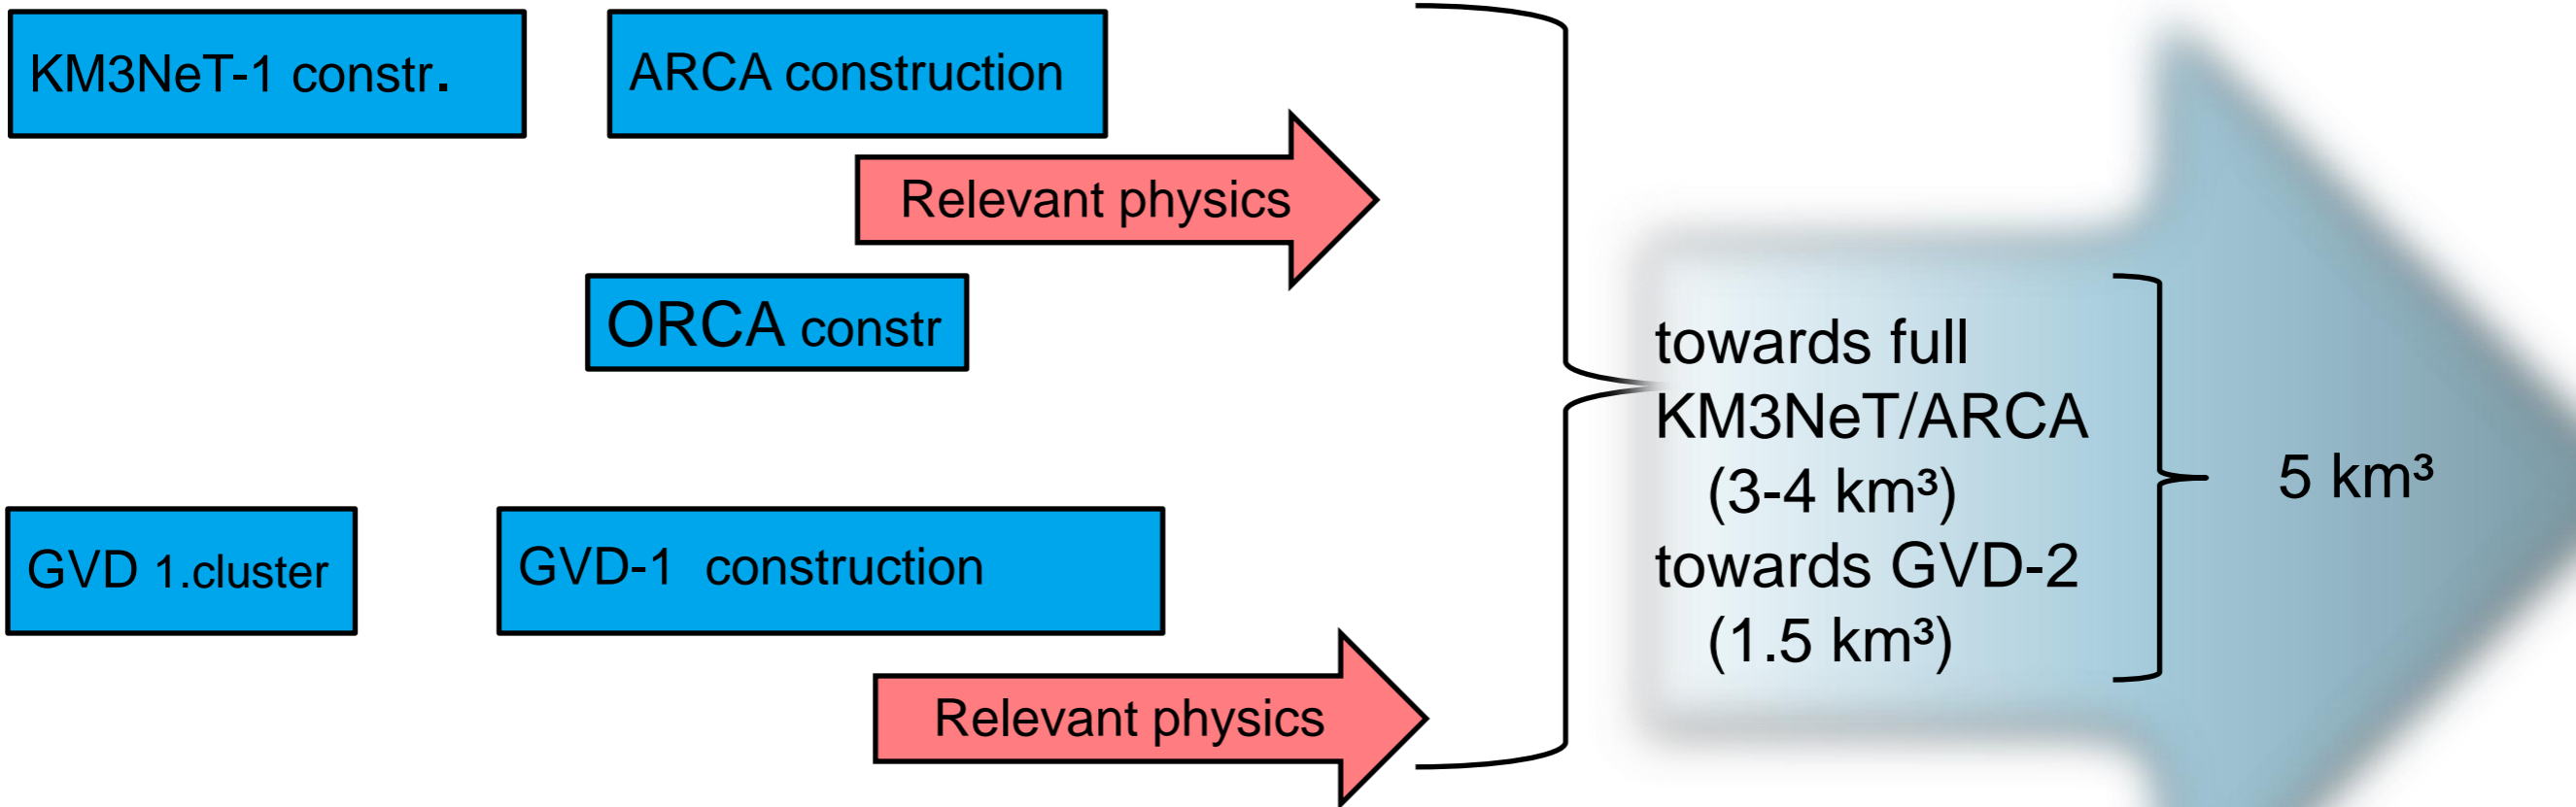 KM3NeT-1 constr.
ARCA construction
Relevant physics
ORCA constr
GVD 1.cluster
GVD-1 construction
Relevant physics
towards full
KM3NeT/ARCA
(3-4 km³)
towards GVD-2
(1.5 km³)
5 km³